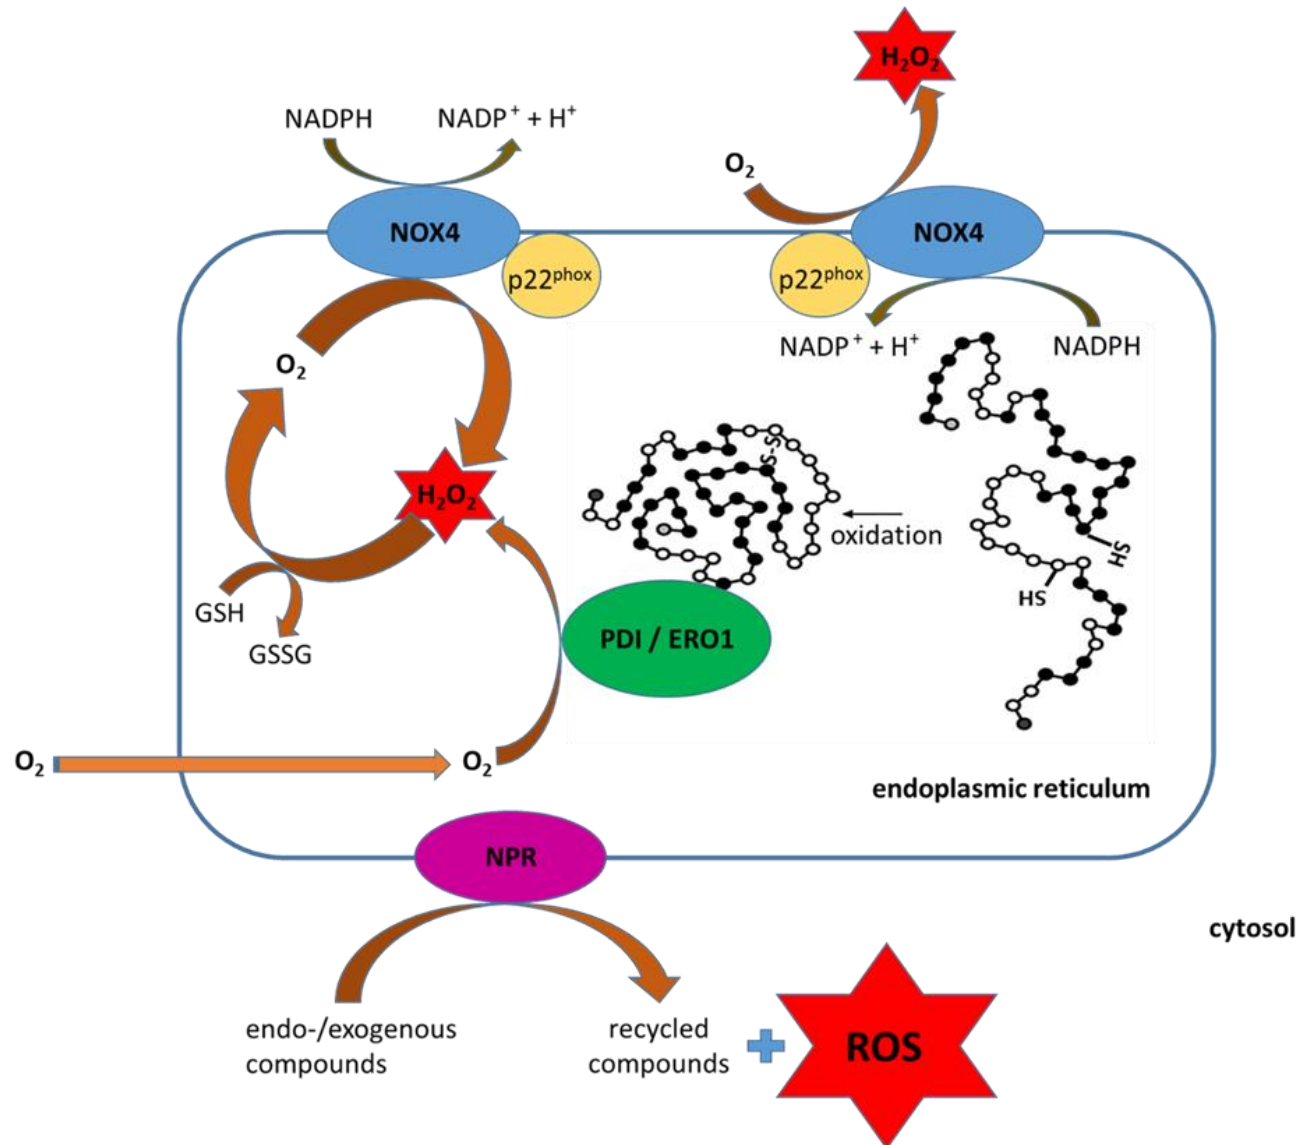 H₂O₂
NADPH
NADP⁺ + H⁺
O₂
NOX4
NOX4
p22ᵖʰᵒˣ
p22ᵖʰᵒˣ
NADP⁺ + H⁺
NADPH
O₂
S-S
H₂O₂
oxidation
HS
HS
GSH
GSSG
PDI / ERO1
O₂
O₂
endoplasmic reticulum
NPR
cytosol
endo-/exogenous
compounds
recycled
compounds
ROS